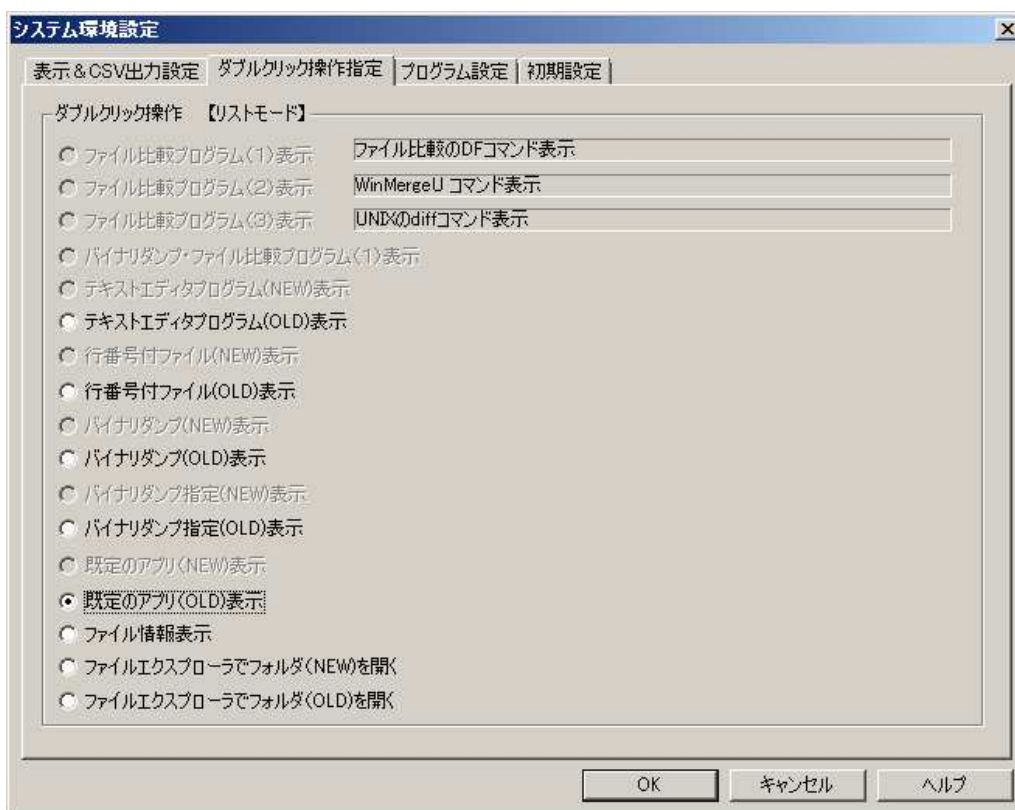 システム環境設定
表示＆CSV出力設定 ダブルクリック操作指定 プログラム設定 初期設定
ダブルクリック操作 【リストモード】
ファイル比較プログラム(1)表示 ファイル比較のDFコマンド表示
ファイル比較プログラム(2)表示 WinMergeU コマンド表示
ファイル比較プログラム(3)表示 UNIXのdiffコマンド表示
バイナリダンプ・ファイル比較プログラム(1)表示
テキストエディタプログラム(NEW)表示
テキストエディタプログラム(OLD)表示
行番号付ファイル(NEW)表示
行番号付ファイル(OLD)表示
バイナリダンプ(NEW)表示
バイナリダンプ(OLD)表示
バイナリダンプ指定(NEW)表示
バイナリダンプ指定(OLD)表示
既定のアプリ(NEW)表示
既定のアプリ(OLD)表示
ファイル情報表示
ファイルエクスプローラでフォルダ(NEW)を開く
ファイルエクスプローラでフォルダ(OLD)を開く
OK キャンセル ヘルプ